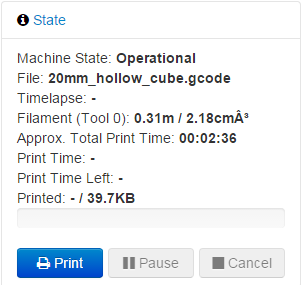 State
Machine State: Operational
File: 20mm_hollow_cube.gcode
Timelapse: -
Filament (Tool 0): 0.31m / 2.18cmÂ³
Approx. Total Print Time: 00:02:36
Print Time: -
Print Time Left: -
Printed: - / 39.7KB
Print Pause Cancel